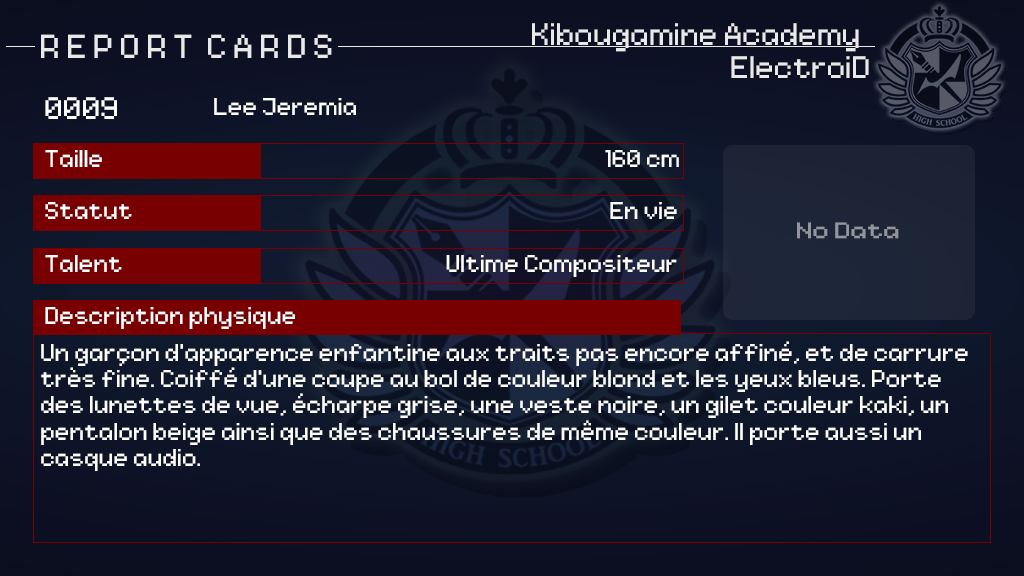 REPORT CARDS
Kibougamine Academy
ElectroiD
HIGH SCHOOL
0009
Lee Jeremia
Taille
160 cm
Statut
En vie
No Data
Talent
Ultime Compositeur
Description physique
Un garçon d'apparence enfantine aux traits pas encore affiné, et de carrure
très fine. Coiffé d'une coupe au bol de couleur blond et les yeux bleus. Porte
des lunettes de vue, écharpe grise, une veste noire, un gilet couleur kaki, un
pentalon beige ainsi que des chaussures de même couleur. Il porte aussi un
casque audio.
HIGH SCHOOL